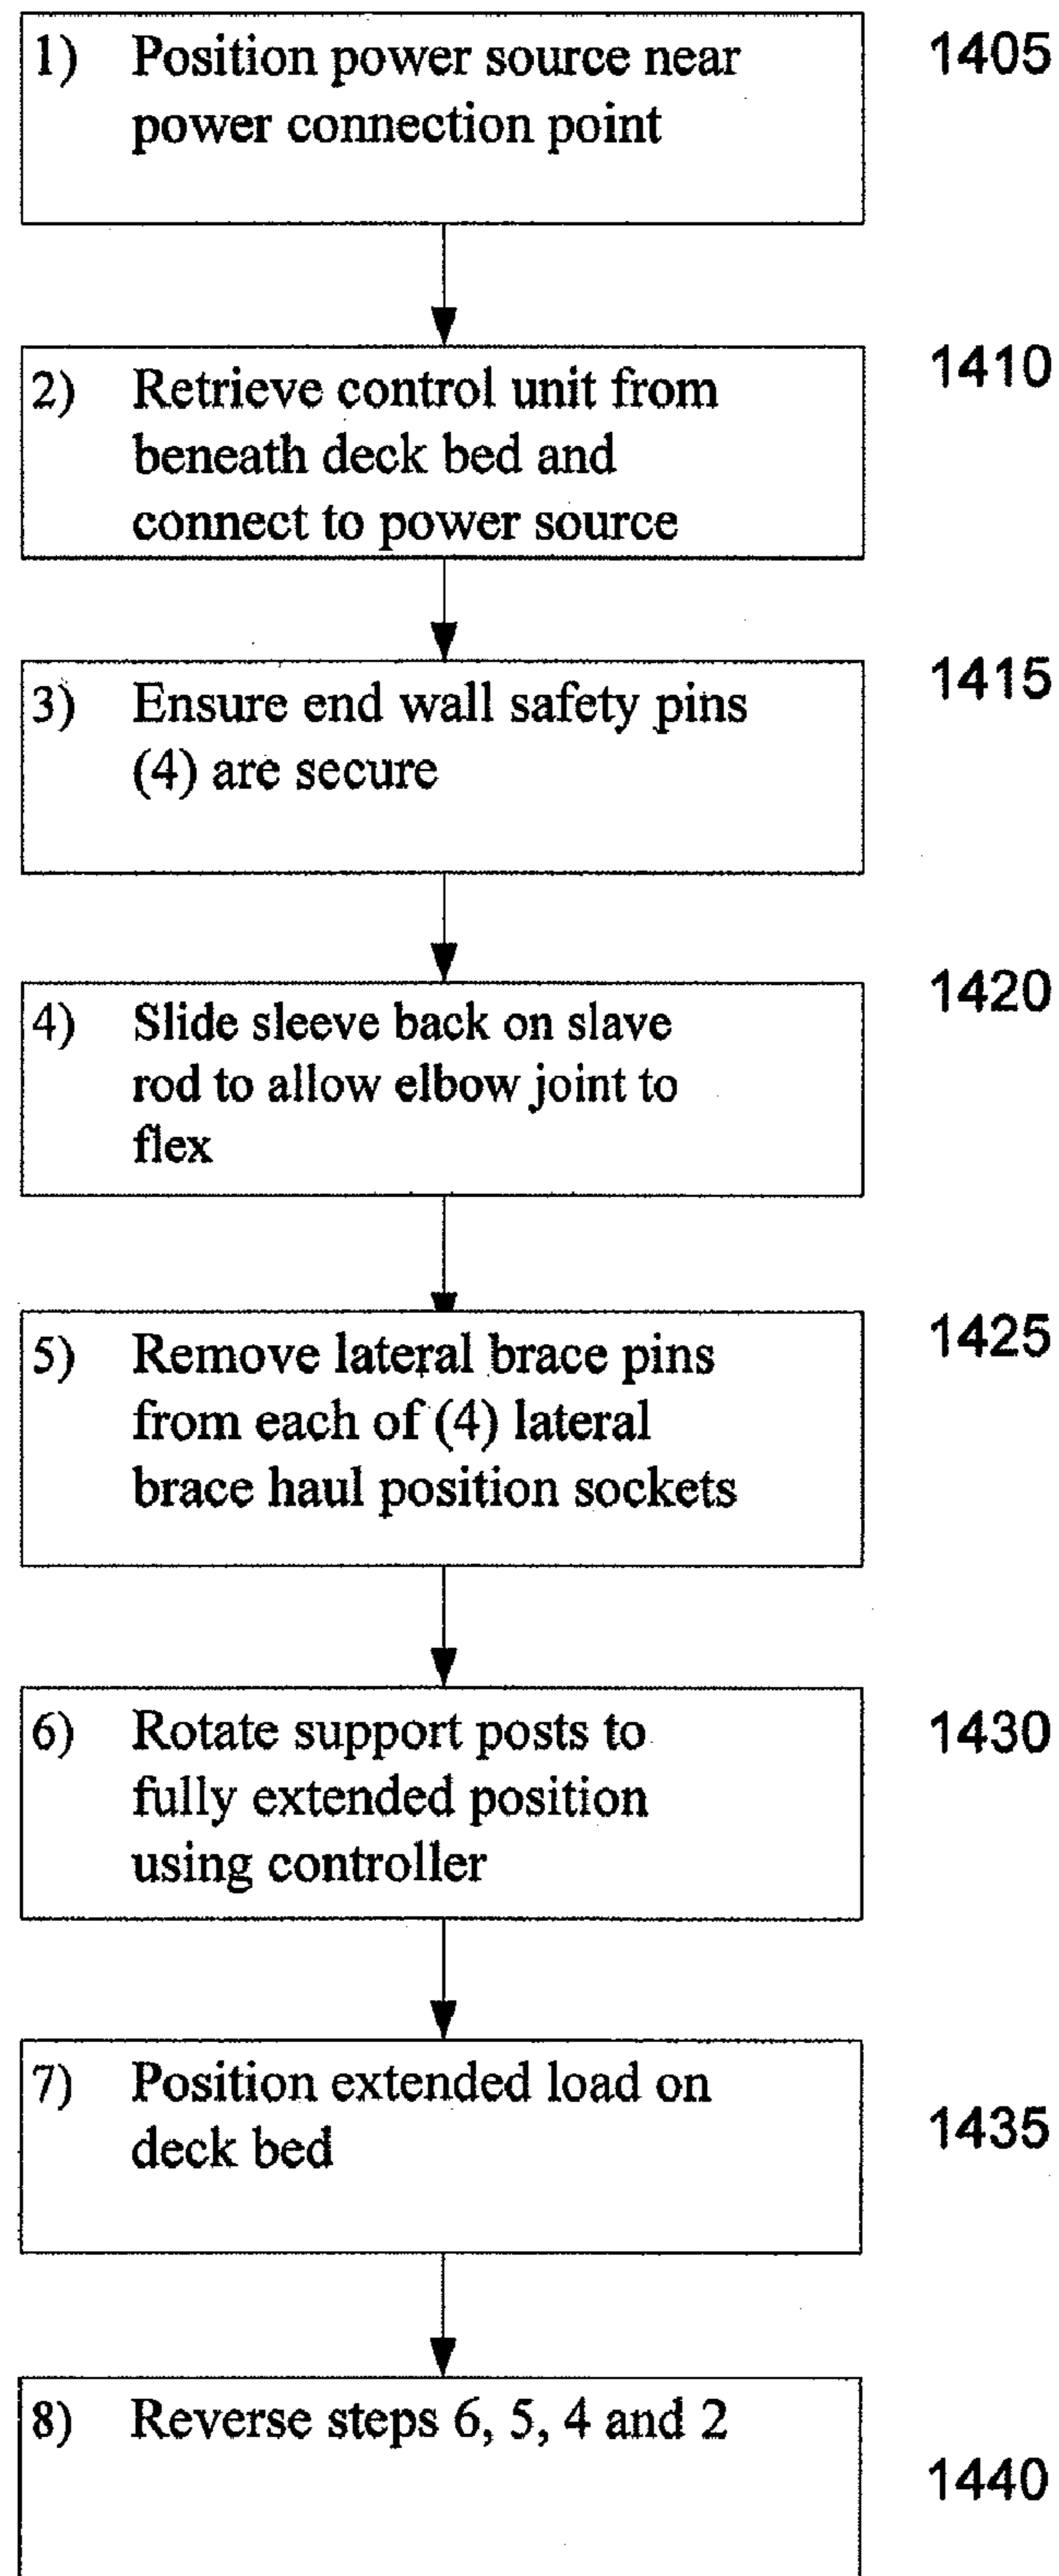 1) Position power source near
power connection point
1405
2) Retrieve control unit from
beneath deck bed and
connect to power source
1410
3) Ensure end wall safety pins
(4) are secure
1415
4) Slide sleeve back on slave
rod to allow elbow joint to
flex
1420
5) Remove lateral brace pins
from each of (4) lateral
brace haul position sockets
1425
6) Rotate support posts to
fully extended position
using controller
1430
7) Position extended load on
deck bed
1435
8) Reverse steps 6, 5, 4 and 2
1440